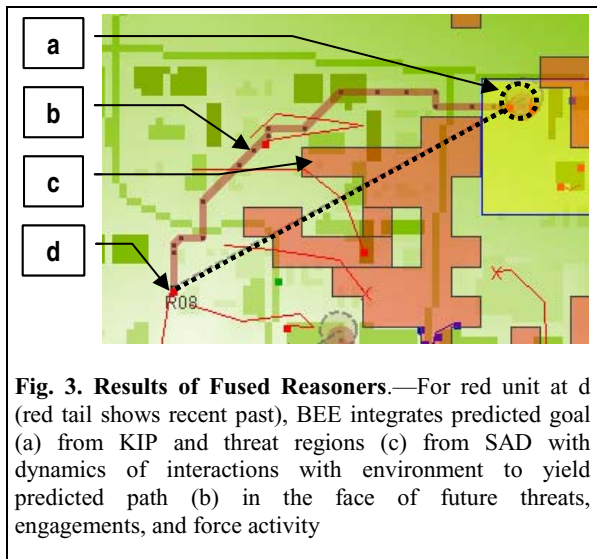 a
b
c
d
R08
Fig. 3. Results of Fused Reasoners.—For red unit at d
(red tail shows recent past), BEE integrates predicted goal
(a) from KIP and threat regions (c) from SAD with
dynamics of interactions with environment to yield
predicted path (b) in the face of future threats,
engagements, and force activity